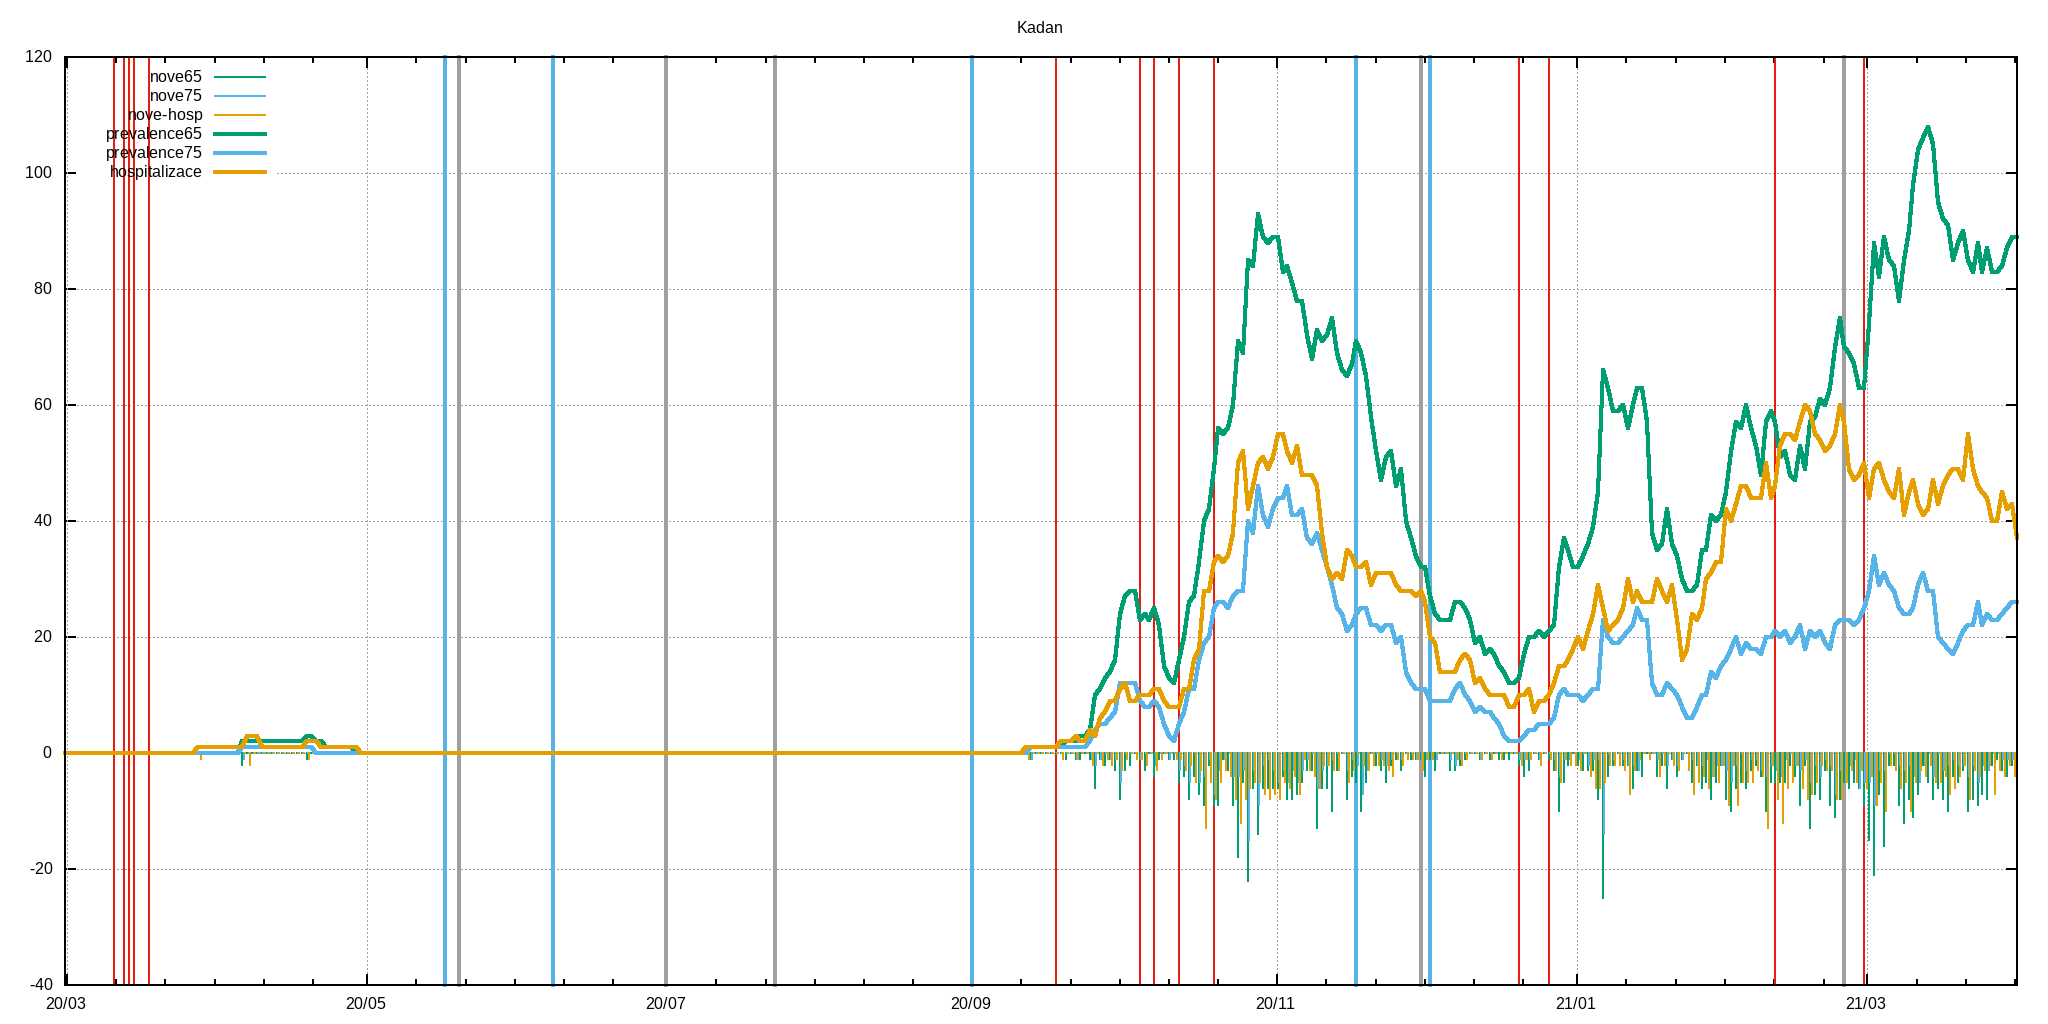 Kadan
120
100
80
60
40
20
0
-20
-40
nove65
nove75
nove-hosp
prevalence65
prevalence75
hospitalizace
20/03 20/05 20/07 20/09 20/11 21/01 21/03